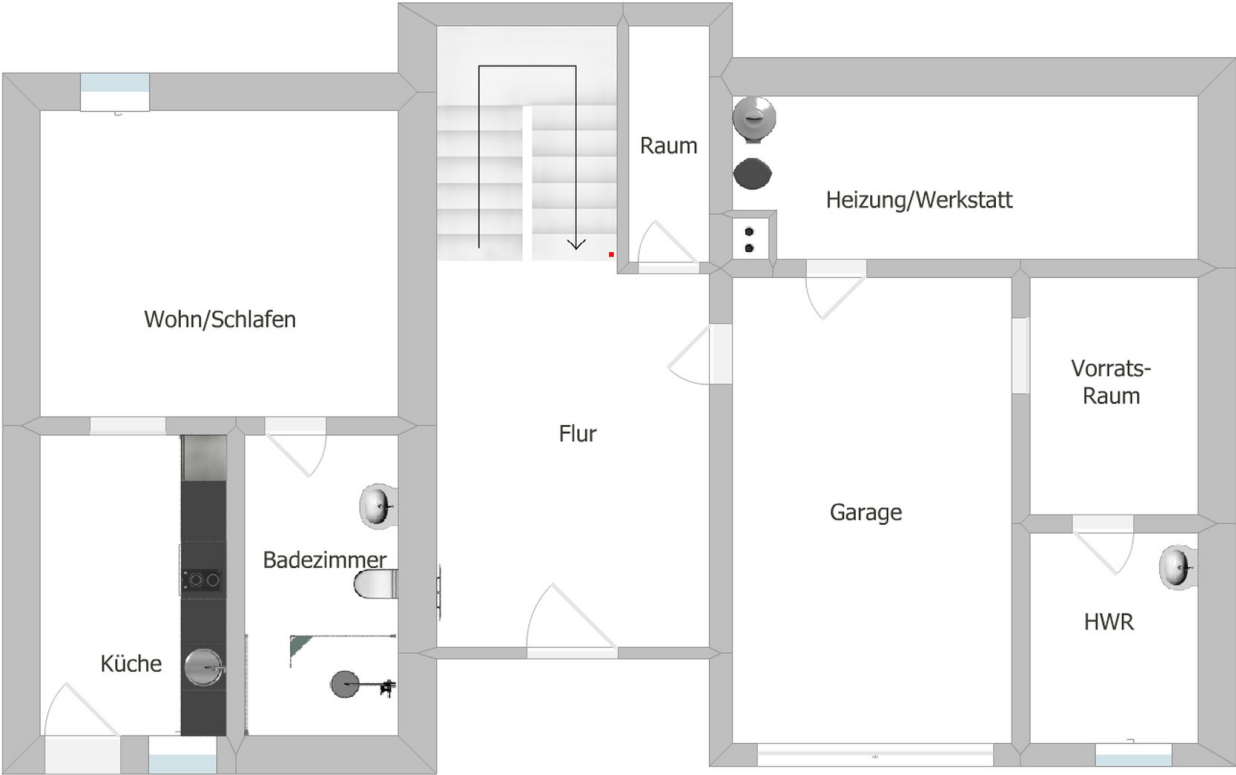 Raum
Heizung/Werkstatt
Wohn/Schlafen
Vorrats-
Raum
Flur
Garage
Badezimmer
HWR
Küche